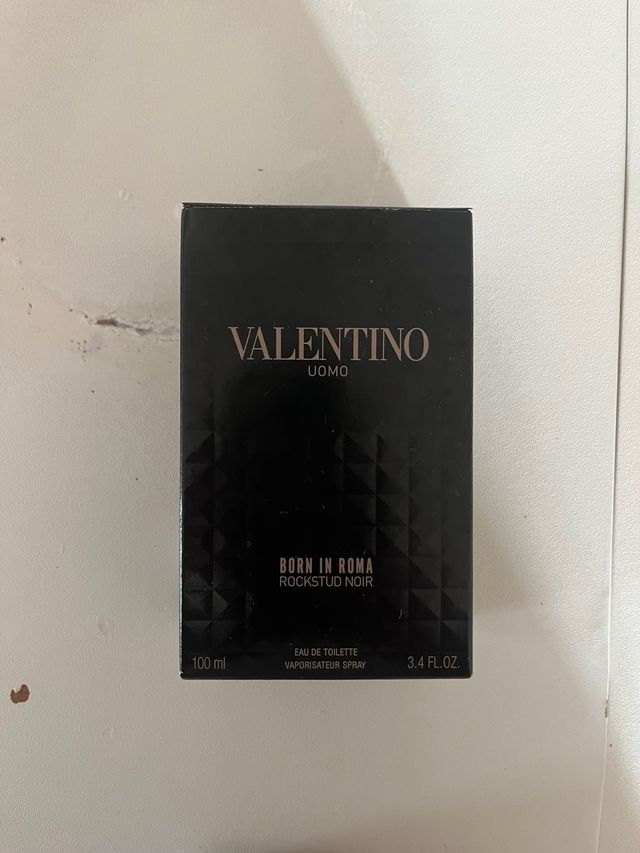 VALENTINO
UOMO
BORN IN ROMA
ROCKSTUD NOIR
EAU DE TOILETTE
100 ml VAPORISATEUR SPRAY 3.4 FL.OZ.